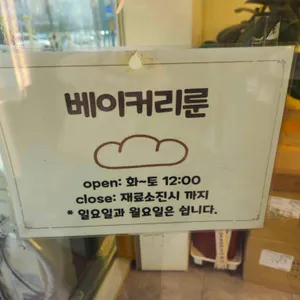 베이커리룬
open: 화~토 12:00
close: 재료소진시 까지
* 일요일과 월요일은 쉽니다.